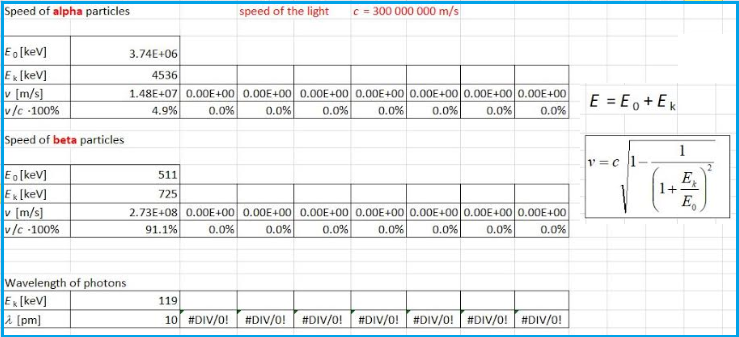 Speed of alpha particles speed of the light c = 300 000 000 m/s
E₀ [keV] 3.74E+06
Eₖ [keV] 4536
v [m/s] 1.48E+07 0.00E+00 0.00E+00 0.00E+00 0.00E+00 0.00E+00 0.00E+00 0.00E+00
v/c ·100% 4.9% 0.0% 0.0% 0.0% 0.0% 0.0% 0.0% 0.0%
E = E₀ + Eₖ
Speed of beta particles
E₀ [keV] 511
Eₖ [keV] 725
v [m/s] 2.73E+08 0.00E+00 0.00E+00 0.00E+00 0.00E+00 0.00E+00 0.00E+00 0.00E+00
v/c ·100% 91.1% 0.0% 0.0% 0.0% 0.0% 0.0% 0.0% 0.0%
v = c √(1 − 1/(1 + Eₖ/E₀)²)
Wavelength of photons
Eₖ [keV] 119
λ [pm] 10 #DIV/0! #DIV/0! #DIV/0! #DIV/0! #DIV/0! #DIV/0! #DIV/0!